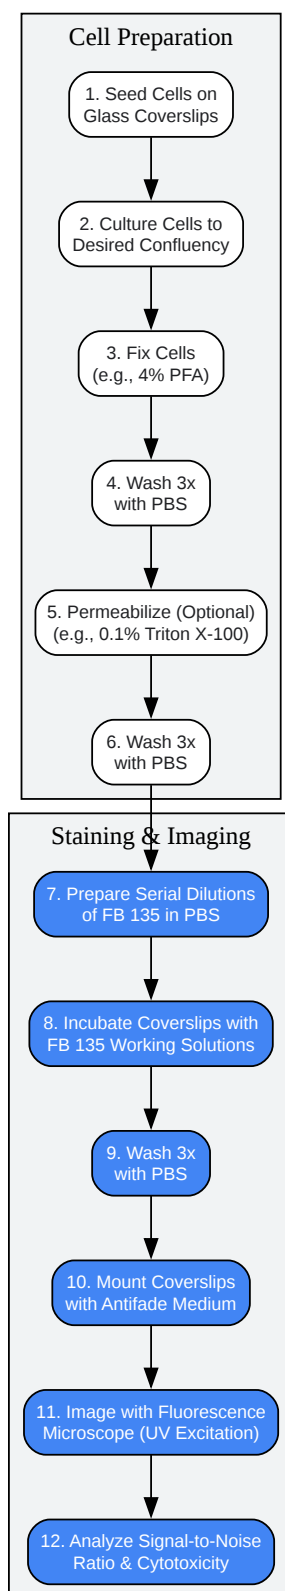 Cell Preparation
1. Seed Cells on
Glass Coverslips
2. Culture Cells to
Desired Confluency
3. Fix Cells
(e.g., 4% PFA)
4. Wash 3x
with PBS
5. Permeabilize (Optional)
(e.g., 0.1% Triton X-100)
6. Wash 3x
with PBS
Staining & Imaging
7. Prepare Serial Dilutions
of FB 135 in PBS
8. Incubate Coverslips with
FB 135 Working Solutions
9. Wash 3x
with PBS
10. Mount Coverslips
with Antifade Medium
11. Image with Fluorescence
Microscope (UV Excitation)
12. Analyze Signal-to-Noise
Ratio & Cytotoxicity